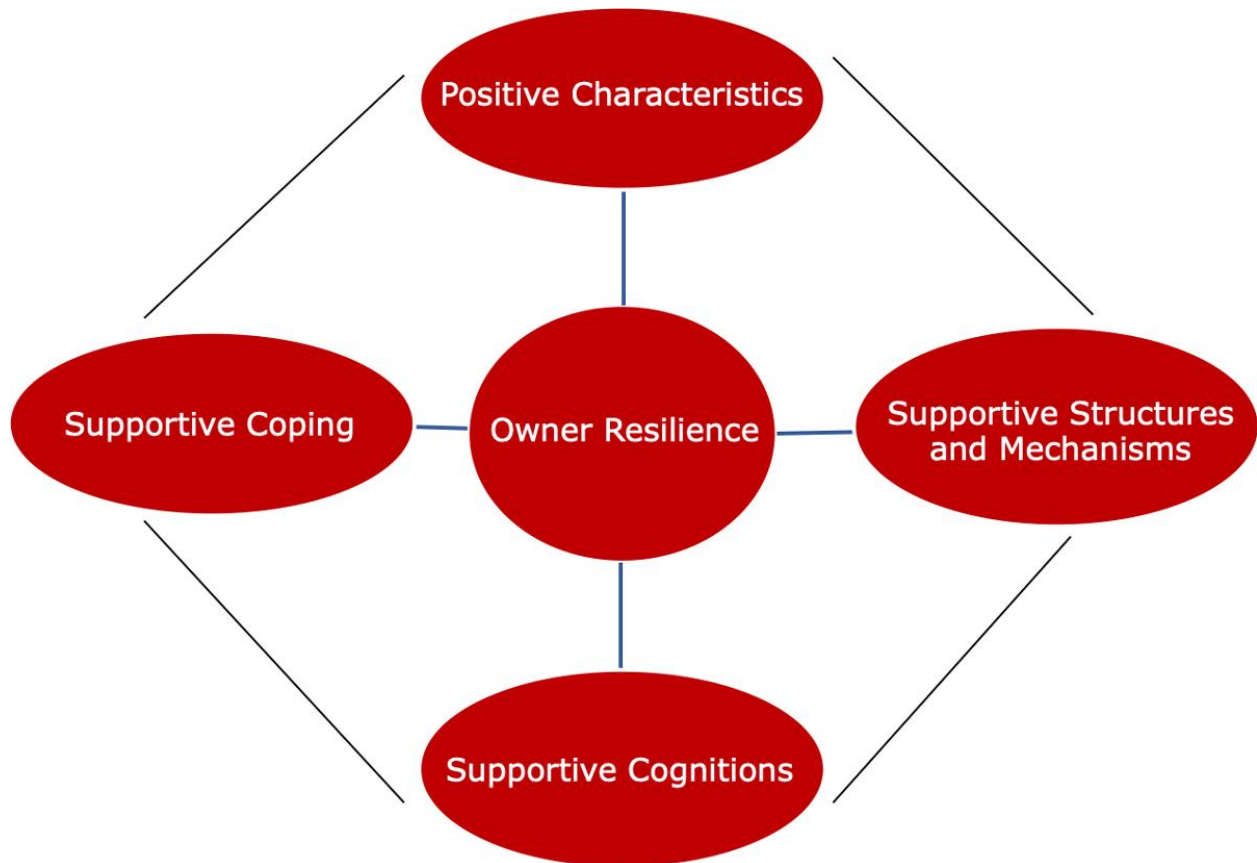 Positive Characteristics
Supportive Coping
Owner Resilience
Supportive Structures
and Mechanisms
Supportive Cognitions